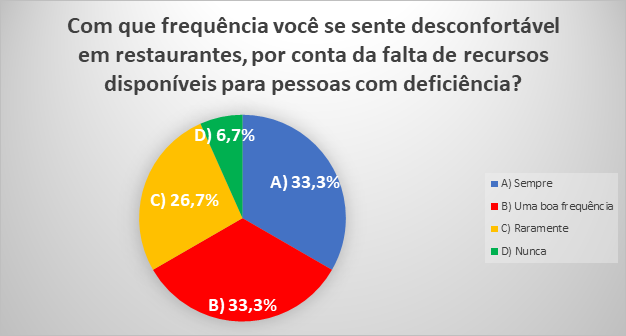 Com que frequência você se sente desconfortável
em restaurantes, por conta da falta de recursos
disponíveis para pessoas com deficiência?
D) 6,7%
A) 33,3%
C) 26,7%
B) 33,3%
A) Sempre
B) Uma boa frequência
C) Raramente
D) Nunca